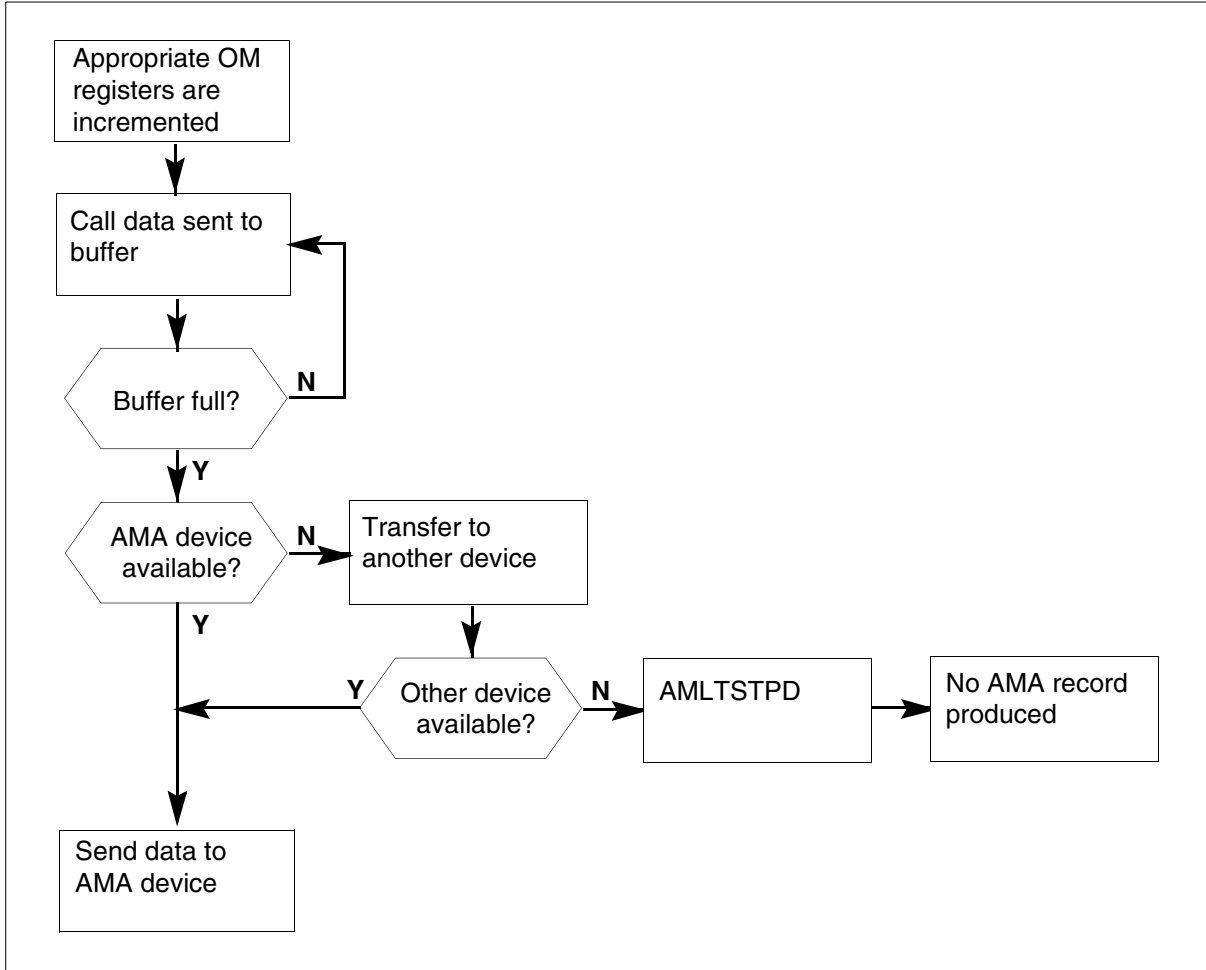 Appropriate OM
registers are
incremented
Call data sent to
buffer
Buffer full?
N
Y
AMA device
available?
N
Transfer to
another device
Y
Y
Other device
available?
N
AMLTSTPD
No AMA record
produced
Send data to
AMA device